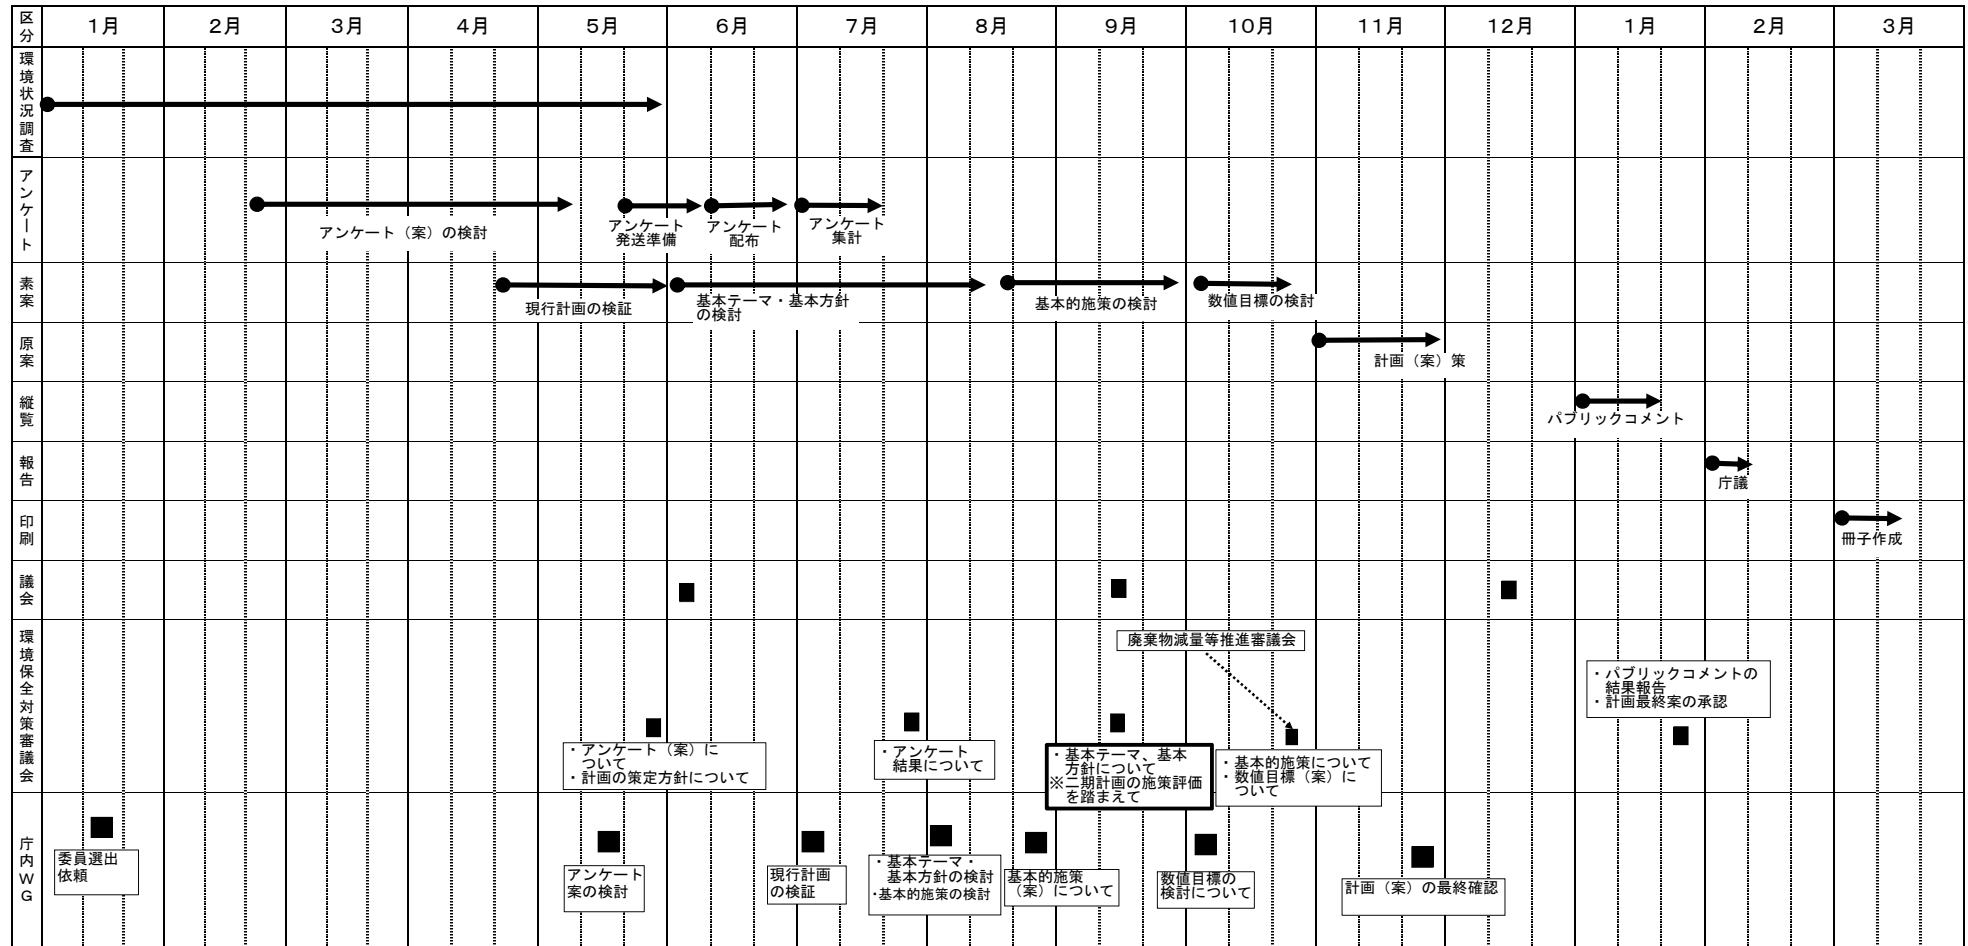 区分
1月 2月 3月 4月 5月 6月 7月 8月 9月 10月 11月 12月 1月 2月 3月
環境状況調査
アンケート
アンケート（案）の検討
アンケート
発送準備
アンケート
配布
アンケート
集計
素案
現行計画の検証
基本テーマ・基本方針
の検討
基本的施策の検討
数値目標の検討
原案
計画（案）策
縦覧
パブリックコメント
報告
庁議
印刷
冊子作成
議会
環境保全対策審議会
・アンケート（案）に
ついて
・計画の策定方針について
・アンケート
結果について
・基本テーマ、基本
方針について
※二期計画の施策評価
を踏まえて
廃棄物減量等推進審議会
・基本的施策について
・数値目標（案）に
ついて
・パブリックコメントの
結果報告
・計画最終案の承認
庁内WG
委員選出
依頼
アンケート
案の検討
現行計画
の検証
・基本テーマ・
基本方針の検討
・基本的施策の検討
基本的施策
（案）について
数値目標の
検討について
計画（案）の最終確認